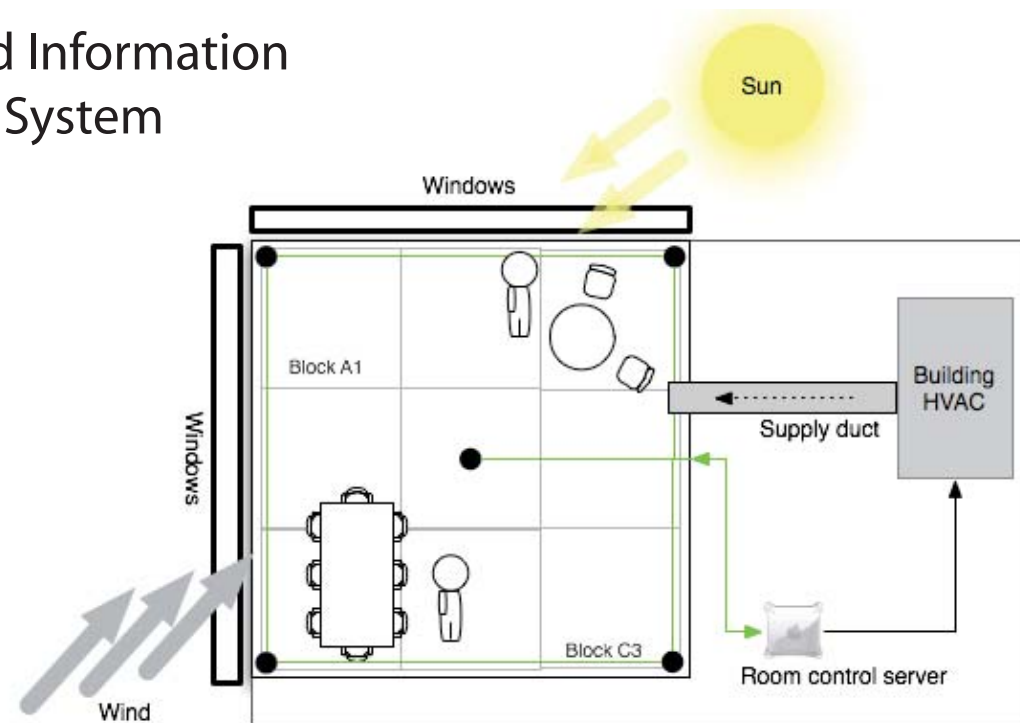 d Information
System
Sun
Windows
Block A1
Building
HVAC
Supply duct
Windows
Block C3
Room control server
Wind